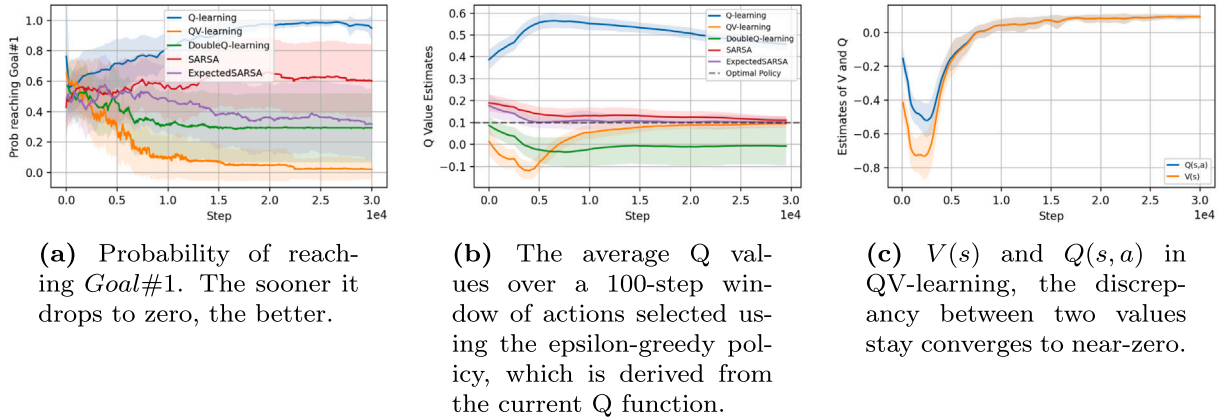 1.0
0.8
0.6
0.4
0.2
0.0
Prob reaching Goal#1
Q-learning
QV-learning
DoubleQ-learning
SARSA
ExpectedSARSA
0.0 0.5 1.0 1.5 2.0 2.5 3.0
Step
1e4
(a) Probability of reach-
ing Goal#1. The sooner it
drops to zero, the better.
0.6
0.5
0.4
0.3
0.2
0.1
0.0
−0.1
Q Value Estimates
Q-learning
QV-learning
DoubleQ-learning
SARSA
ExpectedSARSA
Optimal Policy
0.0 0.5 1.0 1.5 2.0 2.5 3.0
Step
1e4
(b) The average Q val-
ues over a 100-step win-
dow of actions selected us-
ing the epsilon-greedy pol-
icy, which is derived from
the current Q function.
0.0
−0.2
−0.4
−0.6
−0.8
Estimates of V and Q
Q(s,a)
V(s)
0.0 0.5 1.0 1.5 2.0 2.5 3.0
Step
1e4
(c) V(s) and Q(s, a) in
QV-learning, the discrep-
ancy between two values
stay converges to near-zero.